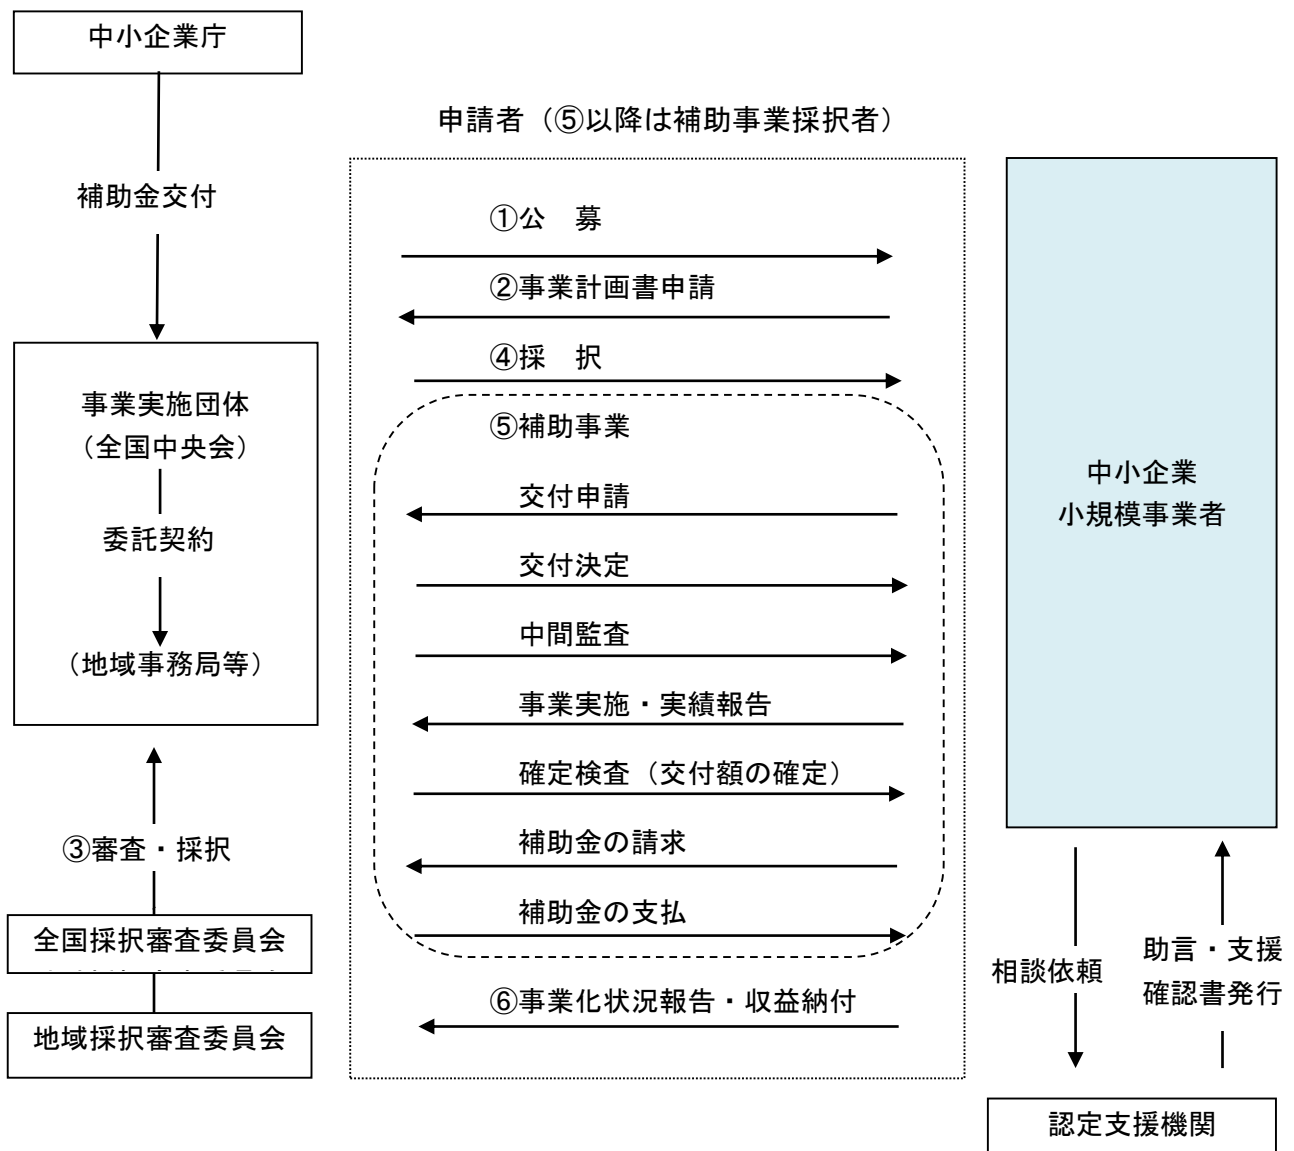 中小企業庁
補助金交付
事業実施団体
（全国中央会）
委託契約
（地域事務局等）
③審査・採択
全国採択審査委員会
地域採択審査委員会
申請者（⑤以降は補助事業採択者）
①公　募
②事業計画書申請
④採　択
⑤補助事業
交付申請
交付決定
中間監査
事業実施・実績報告
確定検査（交付額の確定）
補助金の請求
補助金の支払
⑥事業化状況報告・収益納付
中小企業
小規模事業者
相談依頼
助言・支援
確認書発行
認定支援機関